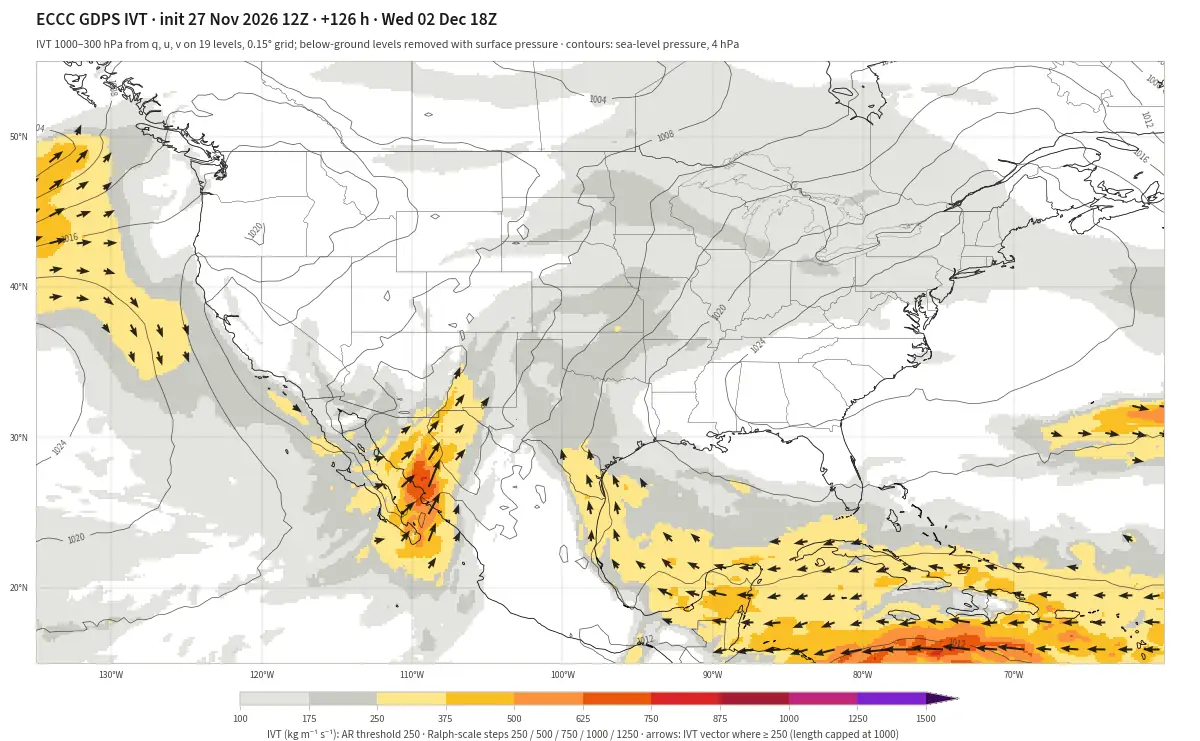 ECCC GDPS IVT · init 27 Nov 2026 12Z · +126 h · Wed 02 Dec 18Z
IVT 1000–300 hPa from q, u, v on 19 levels, 0.15° grid; below-ground levels removed with surface pressure · contours: sea-level pressure, 4 hPa
1004
1008
1012
1016
50°N
1020
1016
40°N
1020
1024
30°N
1024
1020
20°N
1012
1012
130°W 120°W 110°W 100°W 90°W 80°W 70°W
100 175 250 375 500 625 750 875 1000 1250 1500
IVT (kg m⁻¹ s⁻¹): AR threshold 250 · Ralph-scale steps 250 / 500 / 750 / 1000 / 1250 · arrows: IVT vector where ≥ 250 (length capped at 1000)